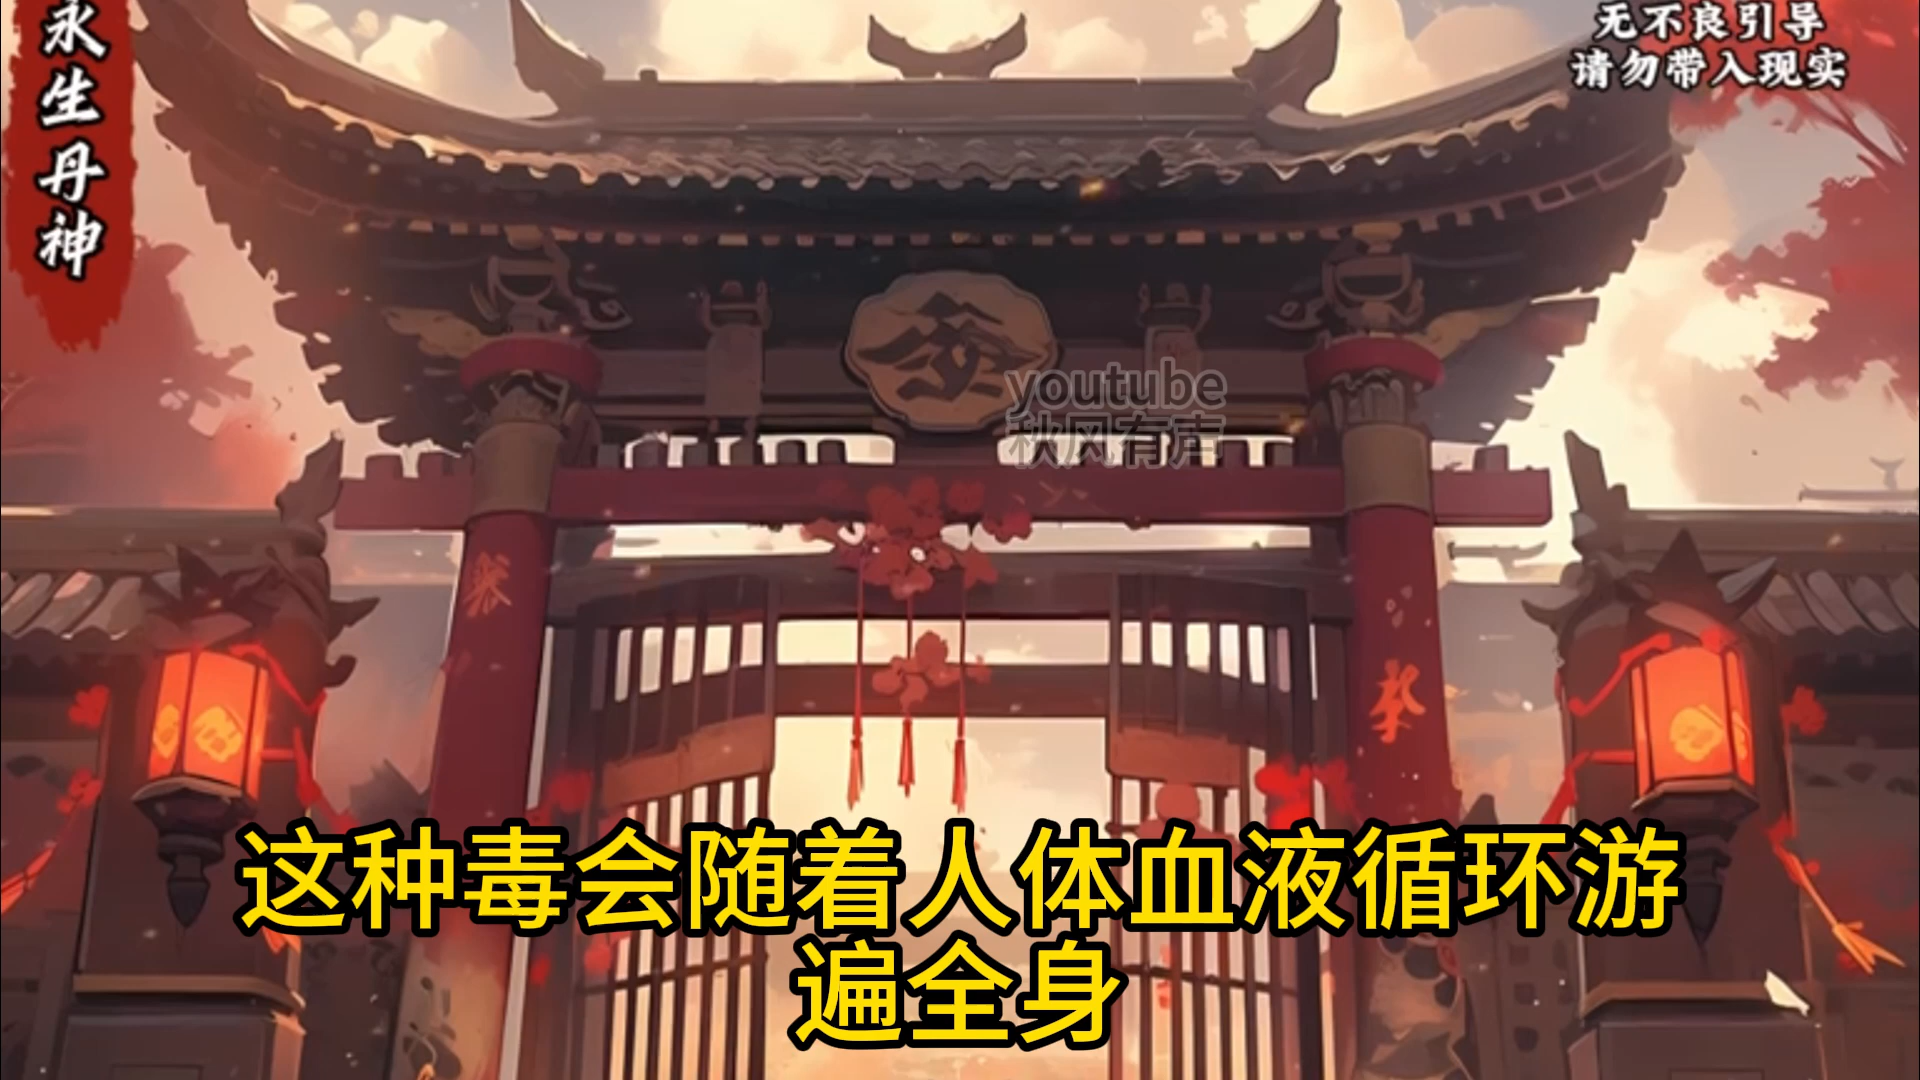 永生丹神
无不良引导
请勿带入现实
youtube
秋风有声
这种毒会随着人体血液循环游
遍全身